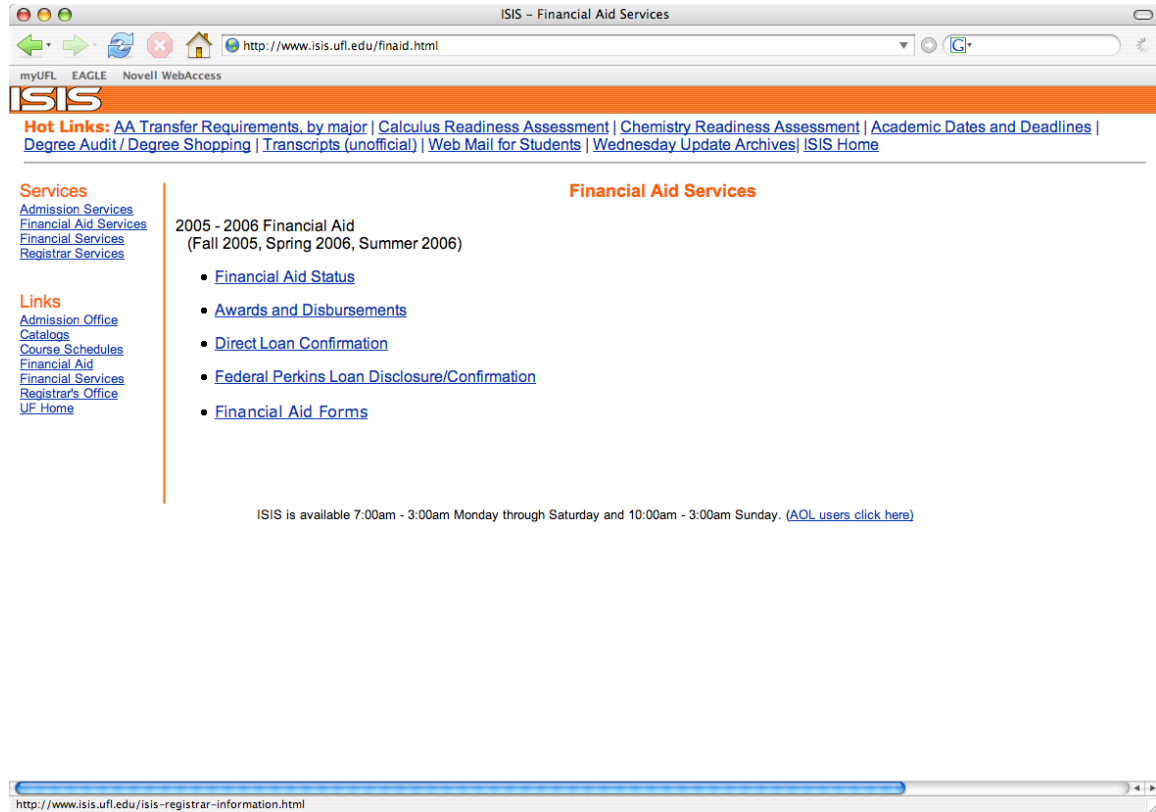 ISIS – Financial Aid Services
http://www.isis.ufl.edu/finaid.html
G
myUFL EAGLE Novell WebAccess
ISIS
Hot Links: AA Transfer Requirements, by major | Calculus Readiness Assessment | Chemistry Readiness Assessment | Academic Dates and Deadlines |
Degree Audit / Degree Shopping | Transcripts (unofficial) | Web Mail for Students | Wednesday Update Archives| ISIS Home
Services
Admission Services
Financial Aid Services
Financial Services
Registrar Services
Links
Admission Office
Catalogs
Course Schedules
Financial Aid
Financial Services
Registrar's Office
UF Home
Financial Aid Services
2005 - 2006 Financial Aid
(Fall 2005, Spring 2006, Summer 2006)
• Financial Aid Status
• Awards and Disbursements
• Direct Loan Confirmation
• Federal Perkins Loan Disclosure/Confirmation
• Financial Aid Forms
ISIS is available 7:00am - 3:00am Monday through Saturday and 10:00am - 3:00am Sunday. (AOL users click here)
http://www.isis.ufl.edu/isis-registrar-information.html